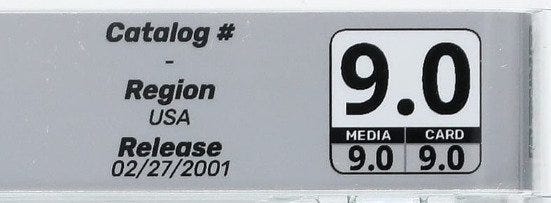 Catalog #
-
Region
USA
Release
02/27/2001
9.0
MEDIA CARD
9.0 9.0